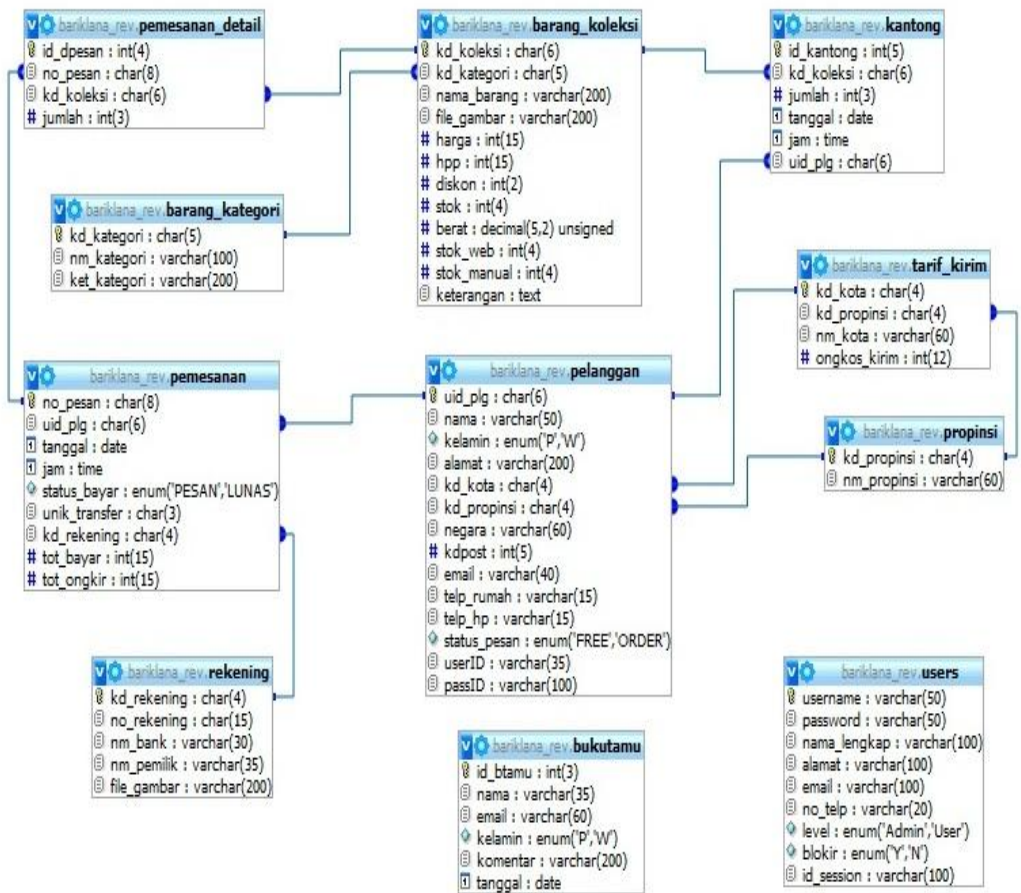 bariklana_rev.pemesanan_detail
id_dpesan : int(4)
no_pesan : char(8)
kd_koleksi : char(6)
# jumlah : int(3)
bariklana_rev.barang_koleksi
kd_koleksi : char(6)
kd_kategori : char(5)
nama_barang : varchar(200)
file_gambar : varchar(200)
# harga : int(15)
# hpp : int(15)
# diskon : int(2)
# stok : int(4)
# berat : decimal(5,2) unsigned
# stok_web : int(4)
# stok_manual : int(4)
keterangan : text
bariklana_rev.kantong
id_kantong : int(5)
kd_koleksi : char(6)
# jumlah : int(3)
tanggal : date
jam : time
uid_plg : char(6)
bariklana_rev.barang_kategori
kd_kategori : char(5)
nm_kategori : varchar(100)
ket_kategori : varchar(200)
bariklana_rev.tarif_kirim
kd_kota : char(4)
kd_propinsi : char(4)
nm_kota : varchar(60)
# ongkos_kirim : int(12)
bariklana_rev.pemesanan
no_pesan : char(8)
uid_plg : char(6)
tanggal : date
jam : time
status_bayar : enum('PESAN','LUNAS')
unik_transfer : char(3)
kd_rekening : char(4)
# tot_bayar : int(15)
# tot_ongkir : int(15)
bariklana_rev.pelanggan
uid_plg : char(6)
nama : varchar(50)
kelamin : enum('P','W')
alamat : varchar(200)
kd_kota : char(4)
kd_propinsi : char(4)
negara : varchar(60)
# kdpost : int(5)
email : varchar(40)
telp_rumah : varchar(15)
telp_hp : varchar(15)
status_pesan : enum('FREE','ORDER')
userID : varchar(35)
passID : varchar(100)
bariklana_rev.propinsi
kd_propinsi : char(4)
nm_propinsi : varchar(60)
bariklana_rev.rekening
kd_rekening : char(4)
no_rekening : char(15)
nm_bank : varchar(30)
nm_pemilik : varchar(35)
file_gambar : varchar(200)
bariklana_rev.bukutamu
id_btamu : int(3)
nama : varchar(35)
email : varchar(60)
kelamin : enum('P','W')
komentar : varchar(200)
tanggal : date
bariklana_rev.users
username : varchar(50)
password : varchar(50)
nama_lengkap : varchar(100)
alamat : varchar(100)
email : varchar(100)
no_telp : varchar(20)
level : enum('Admin','User')
blokir : enum('Y','N')
id_session : varchar(100)